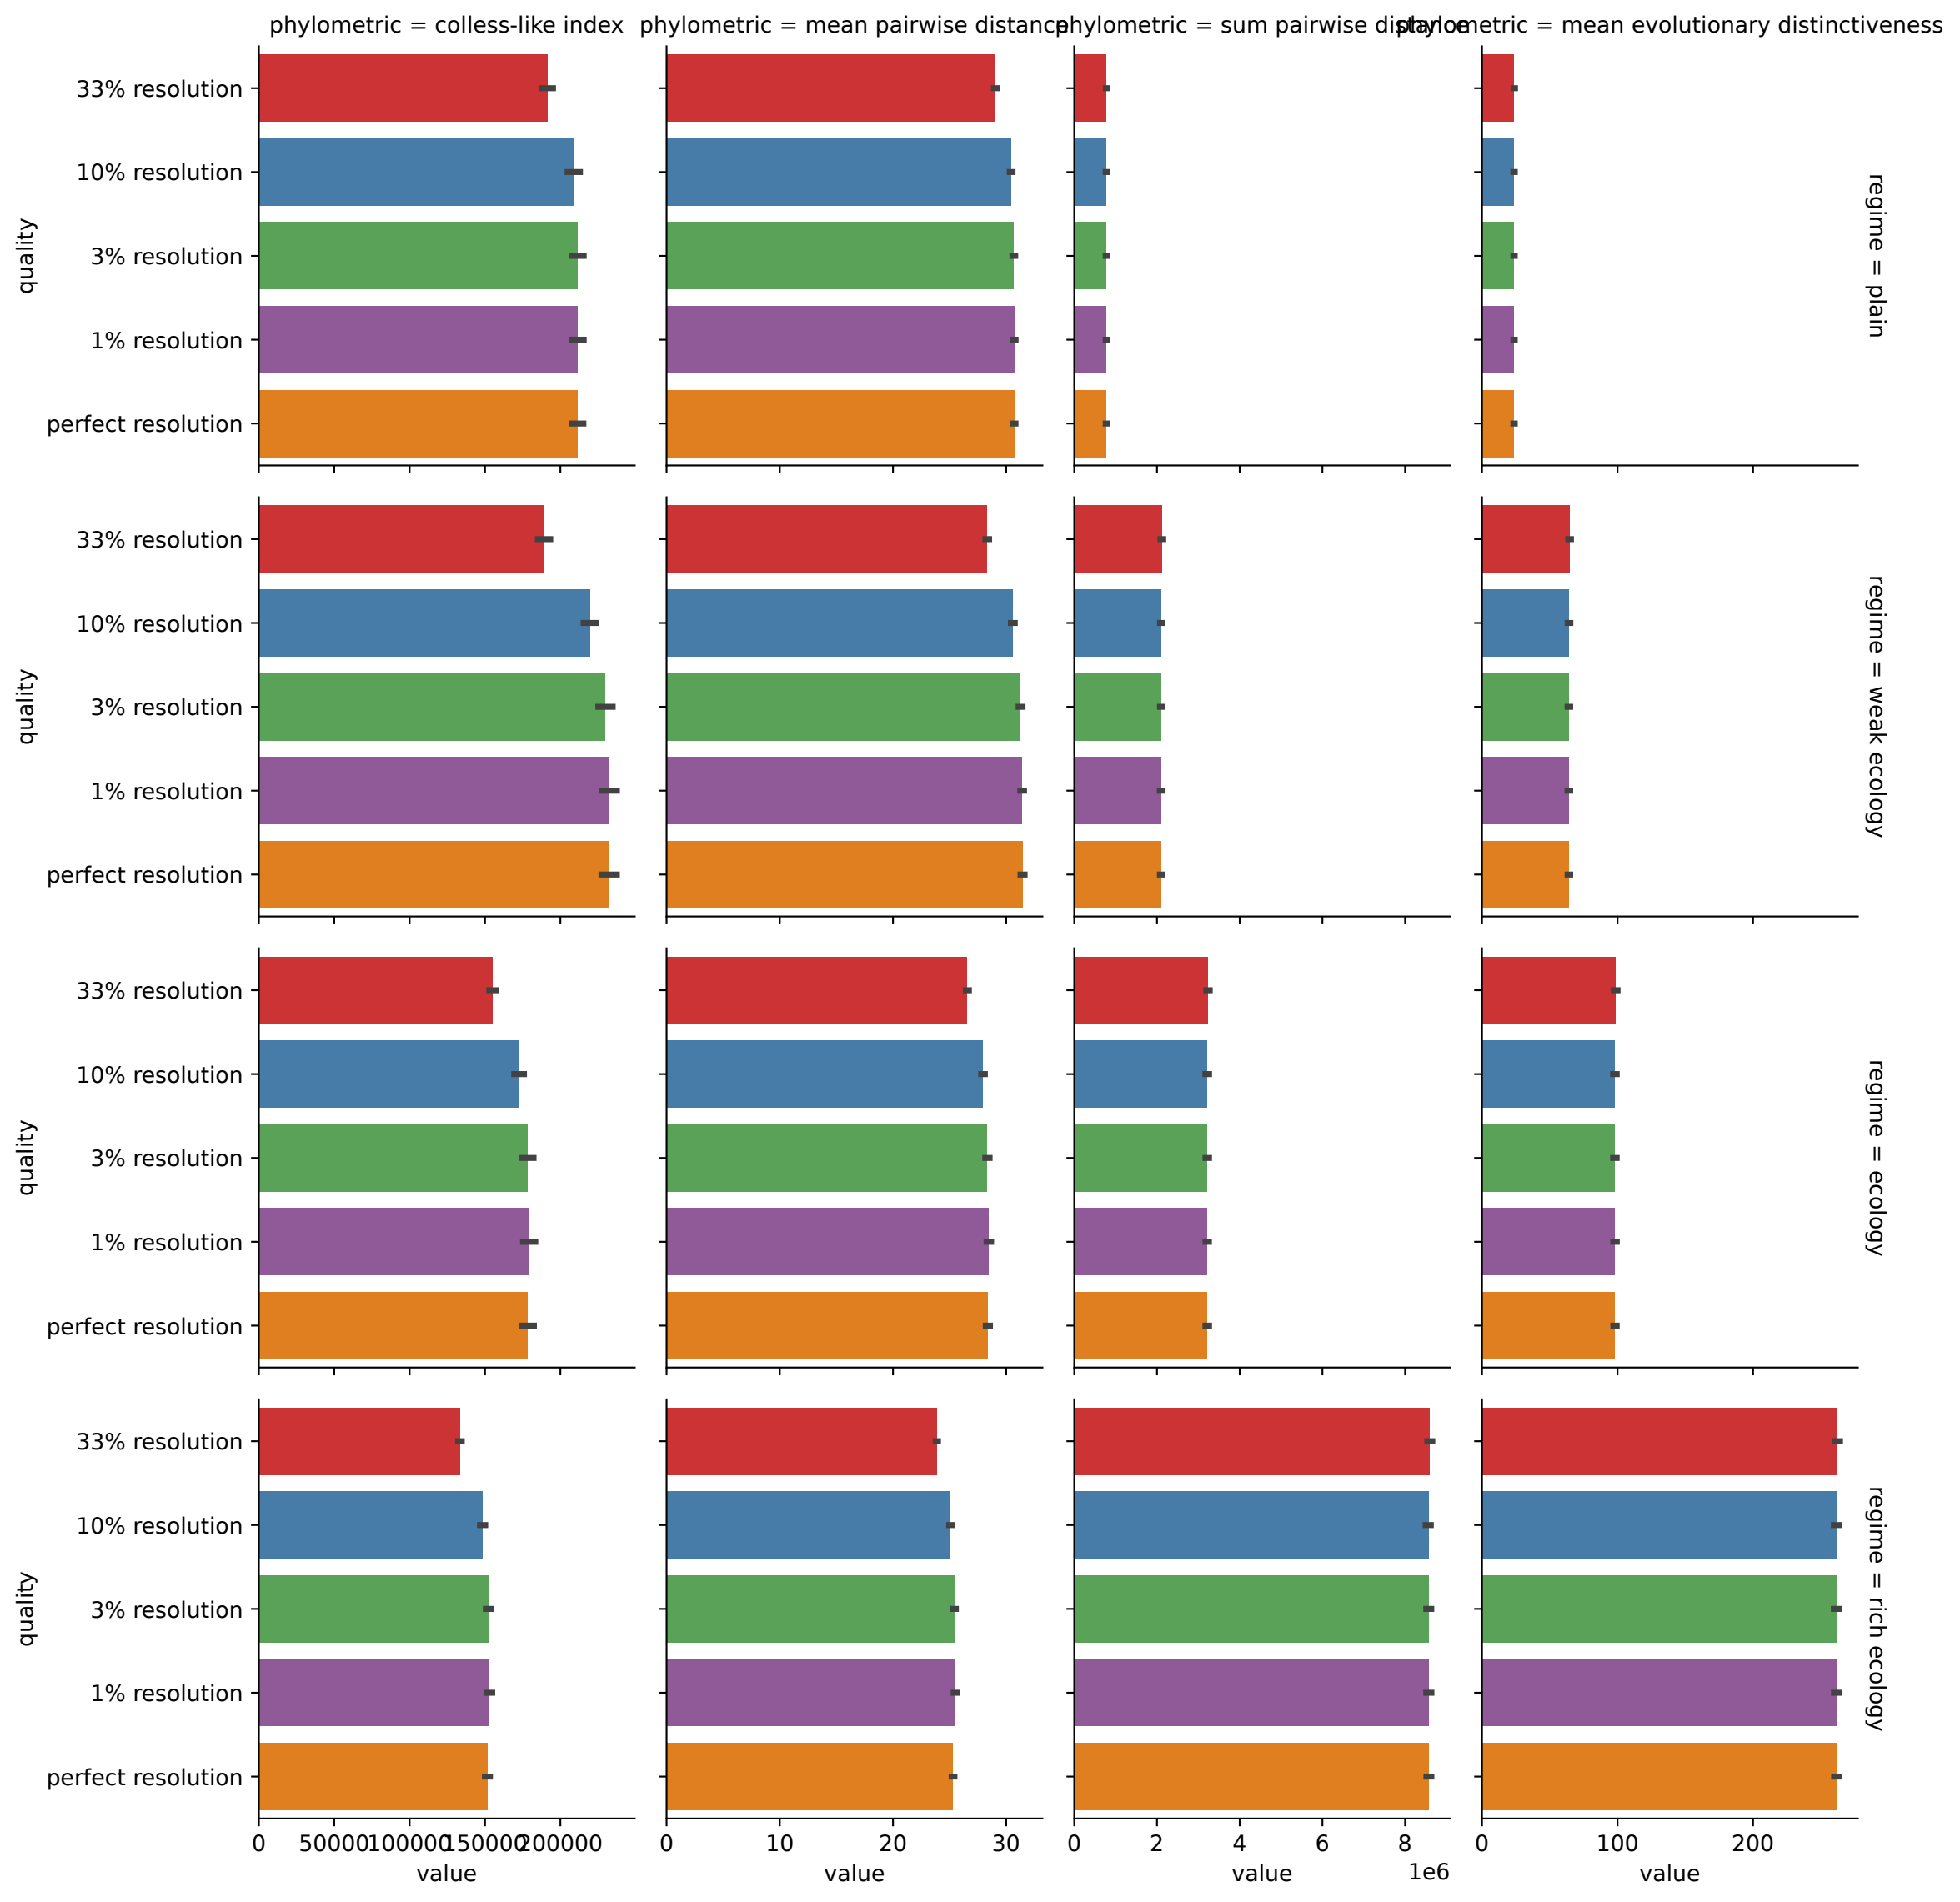 phylometric = colless-like index
phylometric = mean pairwise distance
phylometric = sum pairwise distance
phylometric = mean evolutionary distinctiveness
quality
33% resolution
10% resolution
3% resolution
1% resolution
perfect resolution
regime = plain
quality
33% resolution
10% resolution
3% resolution
1% resolution
perfect resolution
regime = weak ecology
quality
33% resolution
10% resolution
3% resolution
1% resolution
perfect resolution
regime = ecology
quality
33% resolution
10% resolution
3% resolution
1% resolution
perfect resolution
regime = rich ecology
0 50000 100000 150000 200000
value
0 10 20 30
value
0 2 4 6 8
1e6
value
0 100 200
value